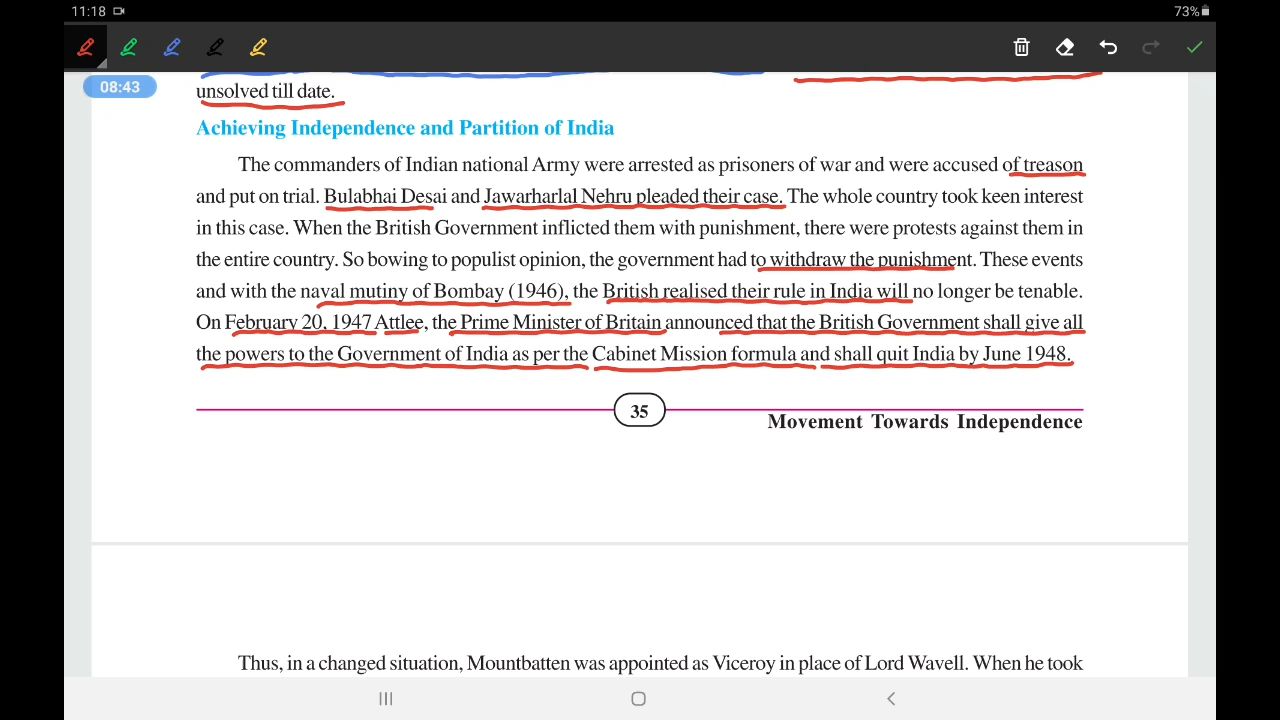 11:18
73%
08:43
unsolved till date.
Achieving Independence and Partition of India
The commanders of Indian national Army were arrested as prisoners of war and were accused of treason
and put on trial. Bulabhai Desai and Jawarharlal Nehru pleaded their case. The whole country took keen interest
in this case. When the British Government inflicted them with punishment, there were protests against them in
the entire country. So bowing to populist opinion, the government had to withdraw the punishment. These events
and with the naval mutiny of Bombay (1946), the British realised their rule in India will no longer be tenable.
On February 20, 1947 Attlee, the Prime Minister of Britain announced that the British Government shall give all
the powers to the Government of India as per the Cabinet Mission formula and shall quit India by June 1948.
35
Movement Towards Independence
Thus, in a changed situation, Mountbatten was appointed as Viceroy in place of Lord Wavell. When he took